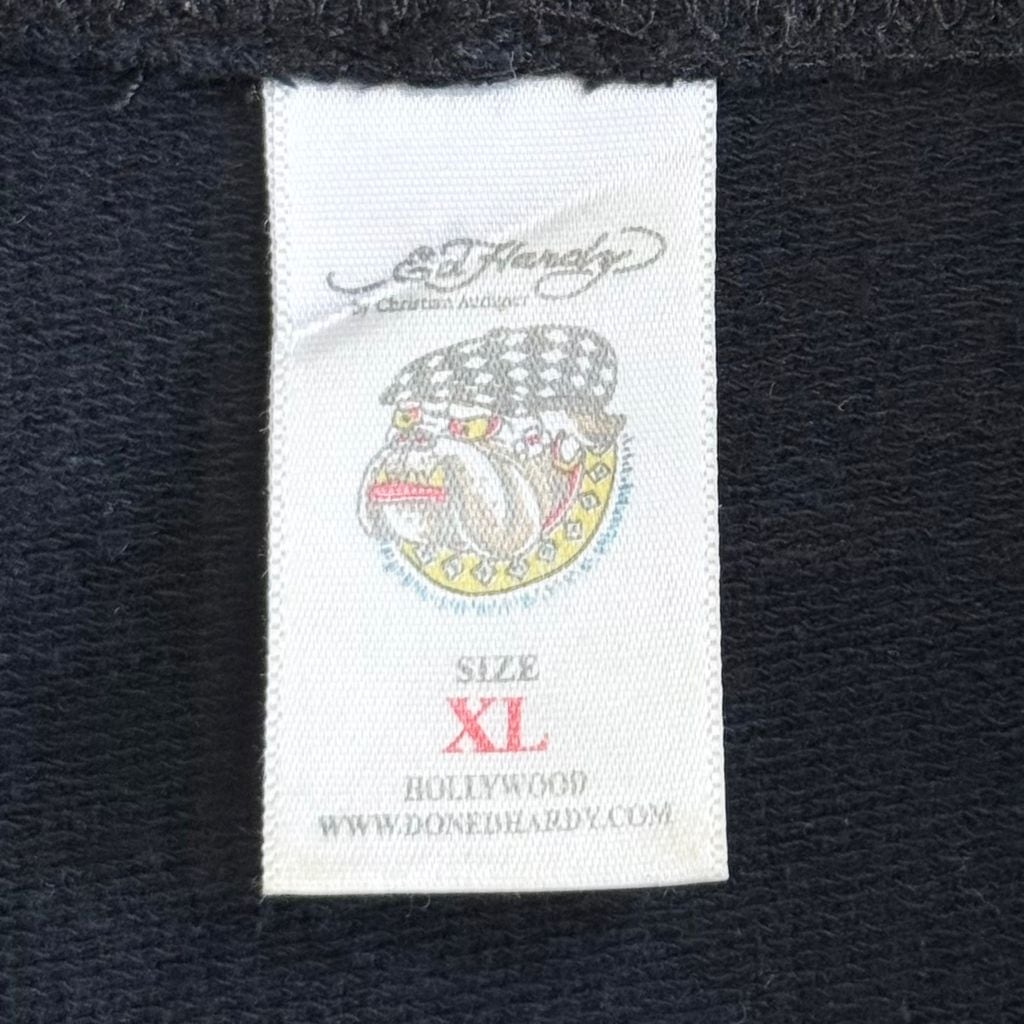 Ed Hardy
by Christian Audigier
SIZE
XL
HOLLYWOOD
WWW.DONEDHARDY.COM